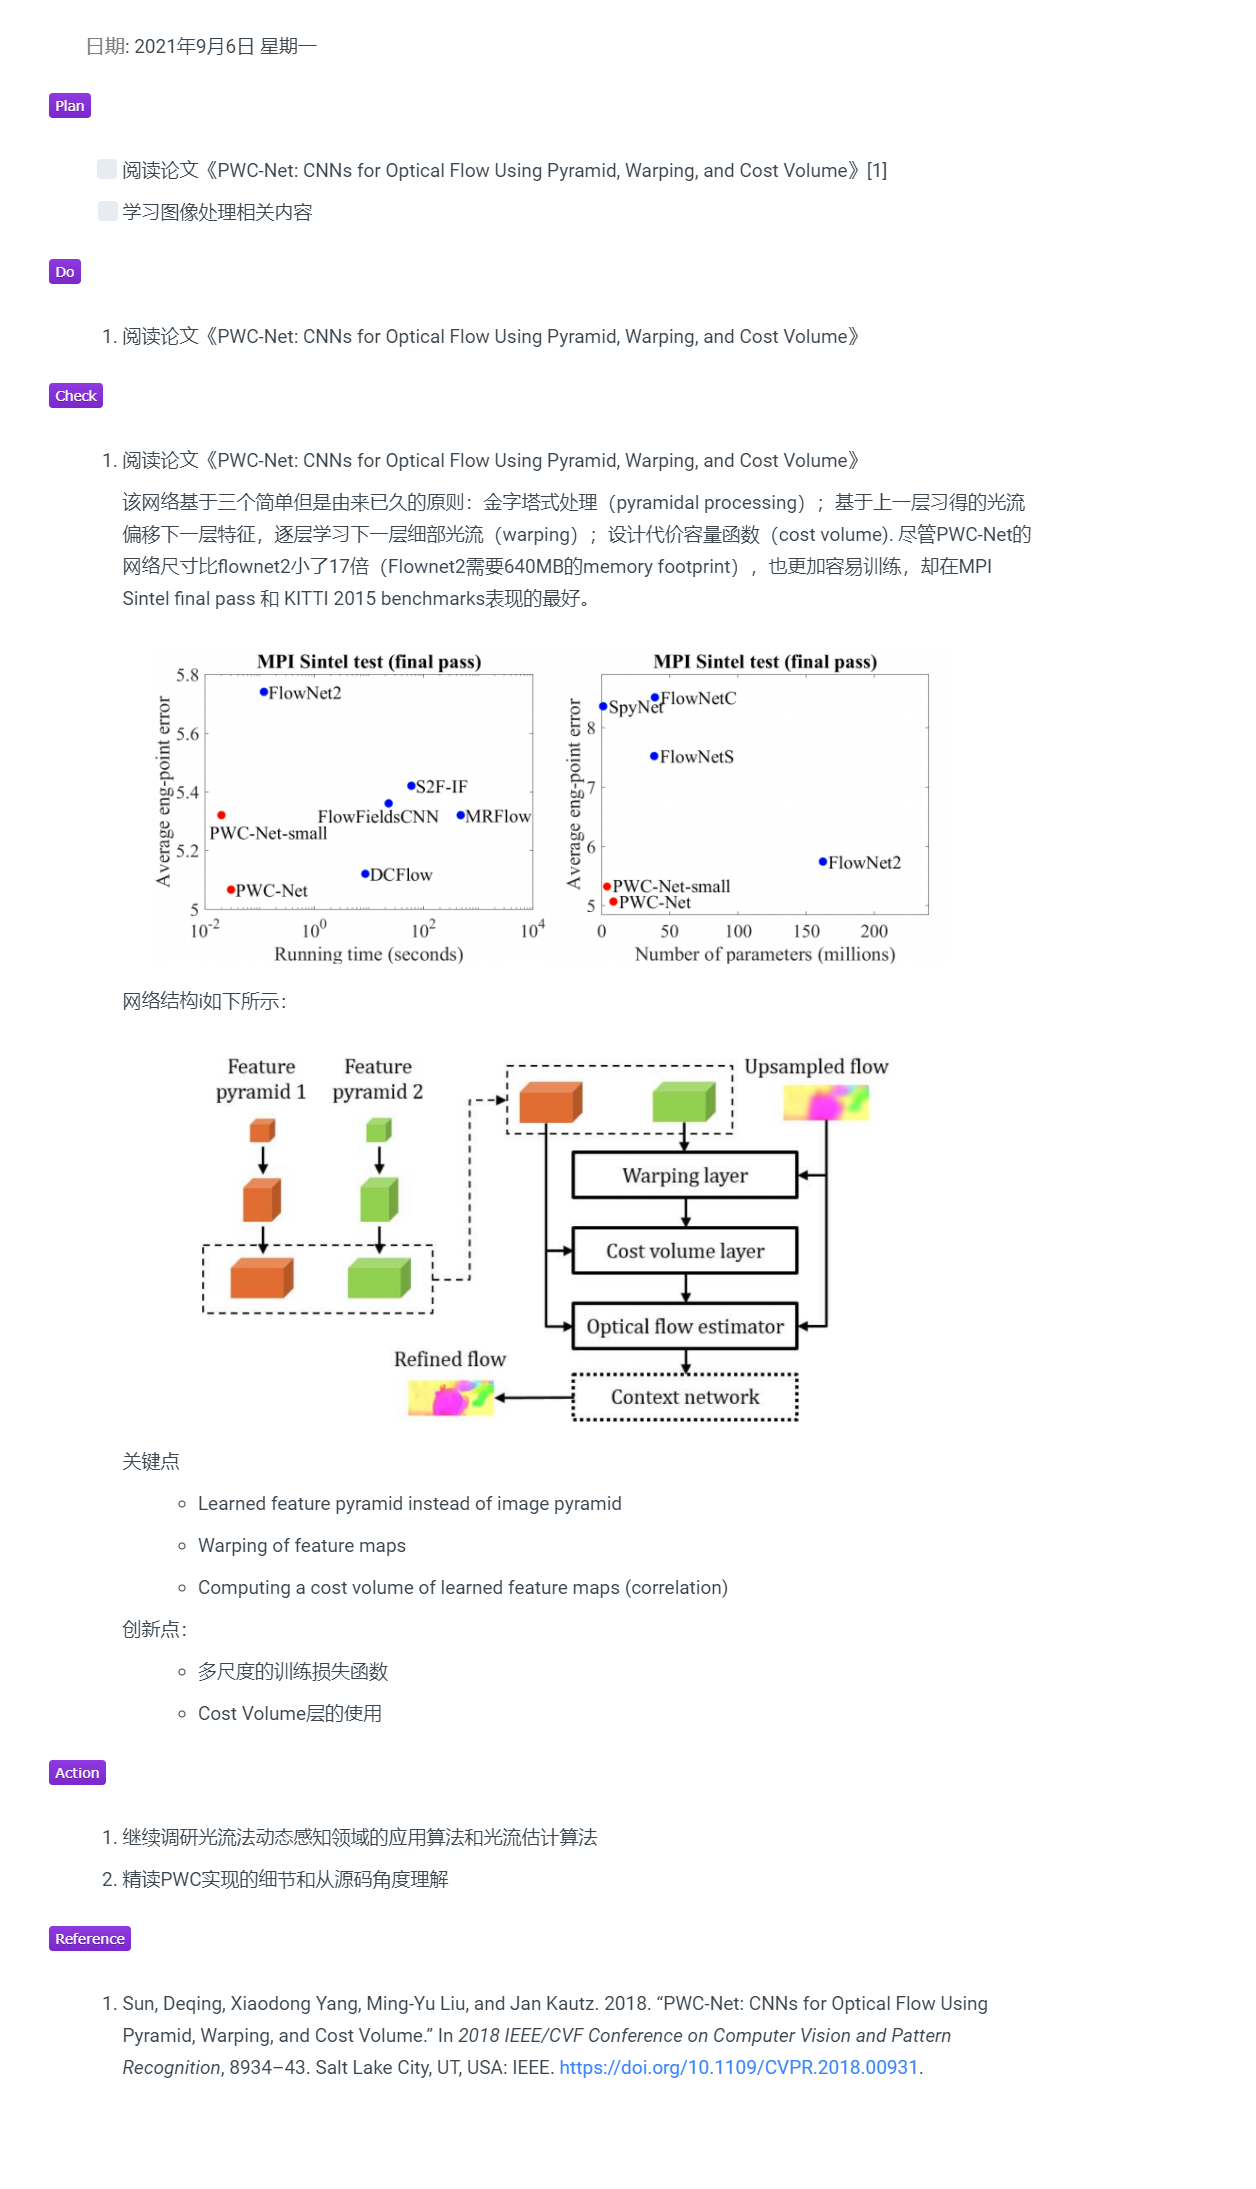 日期: 2021年9月6日 星期一
Plan
阅读论文《PWC-Net: CNNs for Optical Flow Using Pyramid, Warping, and Cost Volume》[1]
学习图像处理相关内容
Do
1. 阅读论文《PWC-Net: CNNs for Optical Flow Using Pyramid, Warping, and Cost Volume》
Check
1. 阅读论文《PWC-Net: CNNs for Optical Flow Using Pyramid, Warping, and Cost Volume》
该网络基于三个简单但是由来已久的原则：金字塔式处理（pyramidal processing）；基于上一层习得的光流
偏移下一层特征，逐层学习下一层细部光流（warping）；设计代价容量函数（cost volume). 尽管PWC-Net的
网络尺寸比flownet2小了17倍（Flownet2需要640MB的memory footprint），也更加容易训练，却在MPI
Sintel final pass 和 KITTI 2015 benchmarks表现的最好。
MPI Sintel test (final pass)
Average eng-point error
5.8
5.6
5.4
5.2
5
FlowNet2
S2F-IF
FlowFieldsCNN
MRFlow
PWC-Net-small
DCFlow
PWC-Net
10^-2 10^0 10^2 10^4
Running time (seconds)
MPI Sintel test (final pass)
Average eng-point error
8
7
6
5
SpyNet
FlowNetC
FlowNetS
FlowNet2
PWC-Net-small
PWC-Net
0 50 100 150 200
Number of parameters (millions)
网络结构i如下所示：
Feature
pyramid 1
Feature
pyramid 2
Upsampled flow
Warping layer
Cost volume layer
Optical flow estimator
Refined flow
Context network
关键点
Learned feature pyramid instead of image pyramid
Warping of feature maps
Computing a cost volume of learned feature maps (correlation)
创新点：
多尺度的训练损失函数
Cost Volume层的使用
Action
1. 继续调研光流法动态感知领域的应用算法和光流估计算法
2. 精读PWC实现的细节和从源码角度理解
Reference
1. Sun, Deqing, Xiaodong Yang, Ming-Yu Liu, and Jan Kautz. 2018. “PWC-Net: CNNs for Optical Flow Using
Pyramid, Warping, and Cost Volume.” In 2018 IEEE/CVF Conference on Computer Vision and Pattern
Recognition, 8934–43. Salt Lake City, UT, USA: IEEE. https://doi.org/10.1109/CVPR.2018.00931.